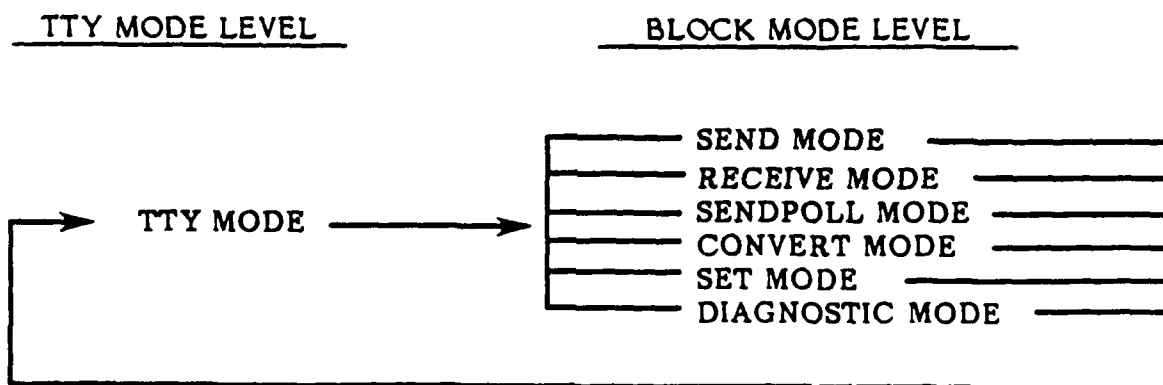 TTY MODE LEVEL
BLOCK MODE LEVEL
SEND MODE
RECEIVE MODE
SENDPOLL MODE
TTY MODE
CONVERT MODE
SET MODE
DIAGNOSTIC MODE